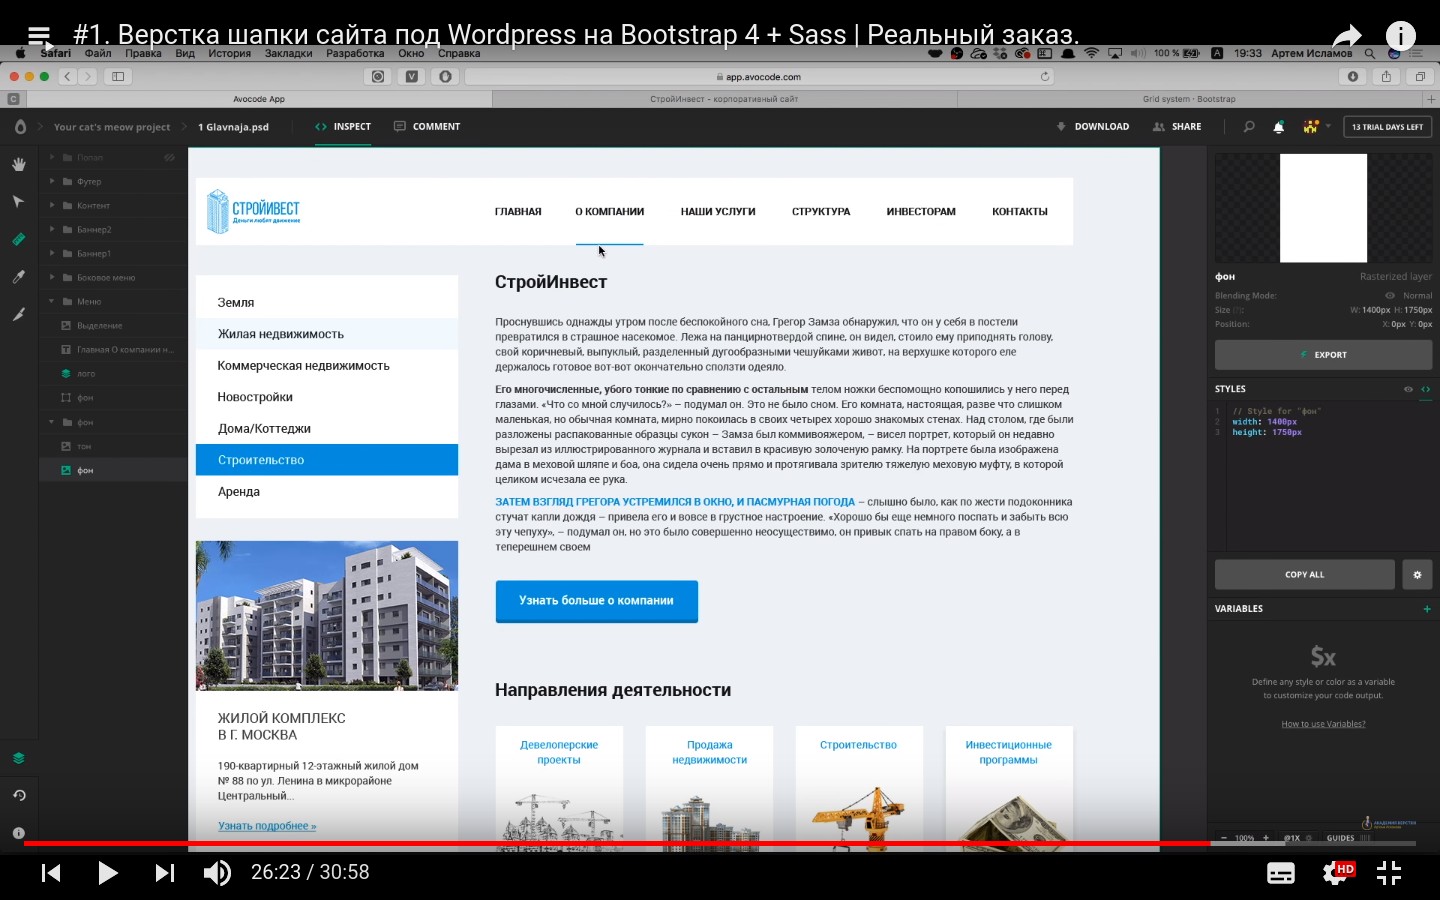 #1. Верстка шапки сайта под Wordpress на Bootstrap 4 + Sass | Реальный заказ.
Safari Файл Правка Вид История Закладки Разработка Окно Справка 100 % A 19:33 Артем Исламов
app.avocode.com
Avocode App СтройИнвест - корпоративный сайт Grid system · Bootstrap
Your cat's meow project 1 Glavnaja.psd INSPECT COMMENT DOWNLOAD SHARE 13 TRIAL DAYS LEFT
Попап
Футер
Контент
Баннер2
Баннер1
Боковое меню
Меню
Выделение
Главная О компании н...
лого
фон
фон
тон
фон
СТРОЙИВЕСТ
Деньги любят движение
ГЛАВНАЯ О КОМПАНИИ НАШИ УСЛУГИ СТРУКТУРА ИНВЕСТОРАМ КОНТАКТЫ
Земля
Жилая недвижимость
Коммерческая недвижимость
Новостройки
Дома/Коттеджи
Строительство
Аренда
ЖИЛОЙ КОМПЛЕКС
В Г. МОСКВА
190-квартирный 12-этажный жилой дом
№ 88 по ул. Ленина в микрорайоне
Центральный...
Узнать подробнее »
СтройИнвест
Проснувшись однажды утром после беспокойного сна, Грегор Замза обнаружил, что он у себя в постели
превратился в страшное насекомое. Лежа на панцирнотвердой спине, он видел, стоило ему приподнять голову,
свой коричневый, выпуклый, разделенный дугообразными чешуйками живот, на верхушке которого еле
держалось готовое вот-вот окончательно сползти одеяло.
Его многочисленные, убого тонкие по сравнению с остальным телом ножки беспомощно копошились у него перед
глазами. «Что со мной случилось?» – подумал он. Это не было сном. Его комната, настоящая, разве что слишком
маленькая, но обычная комната, мирно покоилась в своих четырех хорошо знакомых стенах. Над столом, где были
разложены распакованные образцы сукон – Замза был коммивояжером, – висел портрет, который он недавно
вырезал из иллюстрированного журнала и вставил в красивую золоченую рамку. На портрете была изображена
дама в меховой шляпе и боа, она сидела очень прямо и протягивала зрителю тяжелую меховую муфту, в которой
целиком исчезала ее рука.
ЗАТЕМ ВЗГЛЯД ГРЕГОРА УСТРЕМИЛСЯ В ОКНО, И ПАСМУРНАЯ ПОГОДА – слышно было, как по жести подоконника
стучат капли дождя – привела его и вовсе в грустное настроение. «Хорошо бы еще немного поспать и забыть всю
эту чепуху», – подумал он, но это было совершенно неосуществимо, он привык спать на правом боку, а в
теперешнем своем
Узнать больше о компании
Направления деятельности
Девелоперские
проекты
Продажа
недвижимости
Строительство
Инвестиционные
программы
фон Rasterized layer
Blending Mode: Normal
Size W: 1400px H: 1750px
Position: X: 0px Y: 0px
EXPORT
STYLES
1 // Style for "фон"
2 width: 1400px
3 height: 1750px
COPY ALL
VARIABLES +
$x
Define any style or color as a variable
to customize your code output.
How to use Variables?
− 100% + @1X GUIDES
26:23 / 30:58
HD